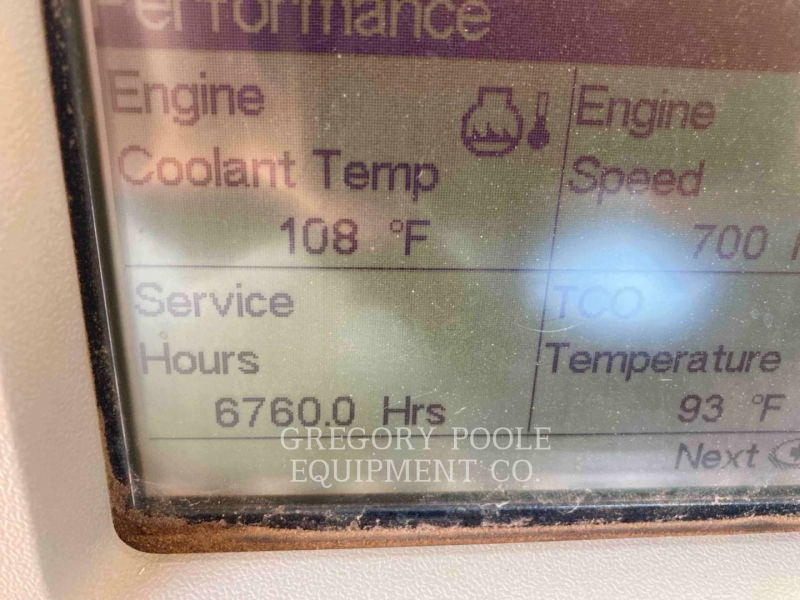 Performance
Engine
Coolant Temp
108 °F
Engine
Speed
700
Service
Hours
6760.0 Hrs
TCO
Temperature
93 °F
Next
GREGORY POOLE
EQUIPMENT CO